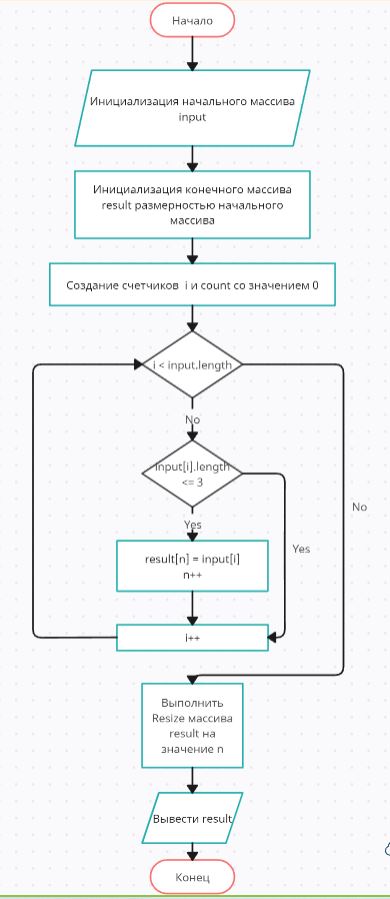 Начало
Инициализация начального массива
input
Инициализация конечного массива
result размерностью начального
массива
Создание счетчиков i и count со значением 0
i < input.length
No
input[i].length
<= 3
Yes
result[n] = input[i]
n++
i++
Yes
No
Выполнить
Resize массива
result на
значение n
Вывести result
Конец